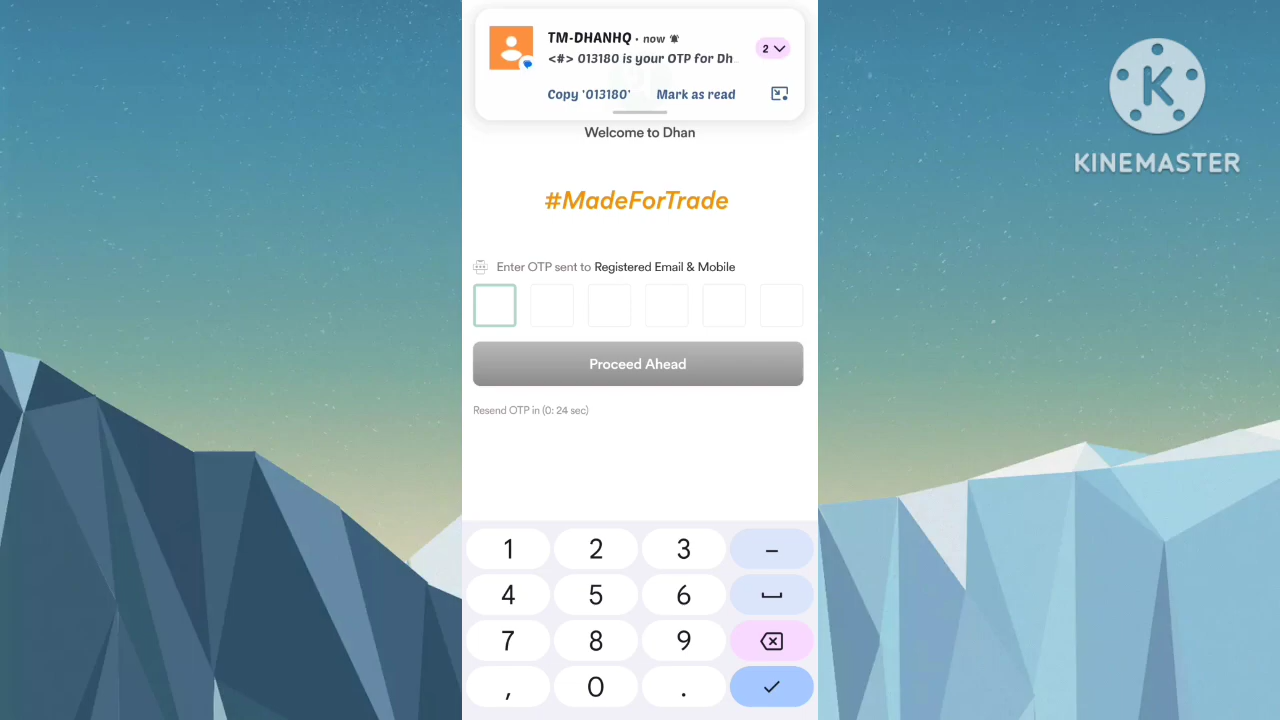 TM-DHANHQ • now
<#> 013180 is your OTP for Dh
2
Copy '013180' Mark as read
Welcome to Dhan
#MadeForTrade
Enter OTP sent to Registered Email & Mobile
Proceed Ahead
Resend OTP in (0: 24 sec)
1 2 3 –
4 5 6
7 8 9
, 0 .
K
KINEMASTER